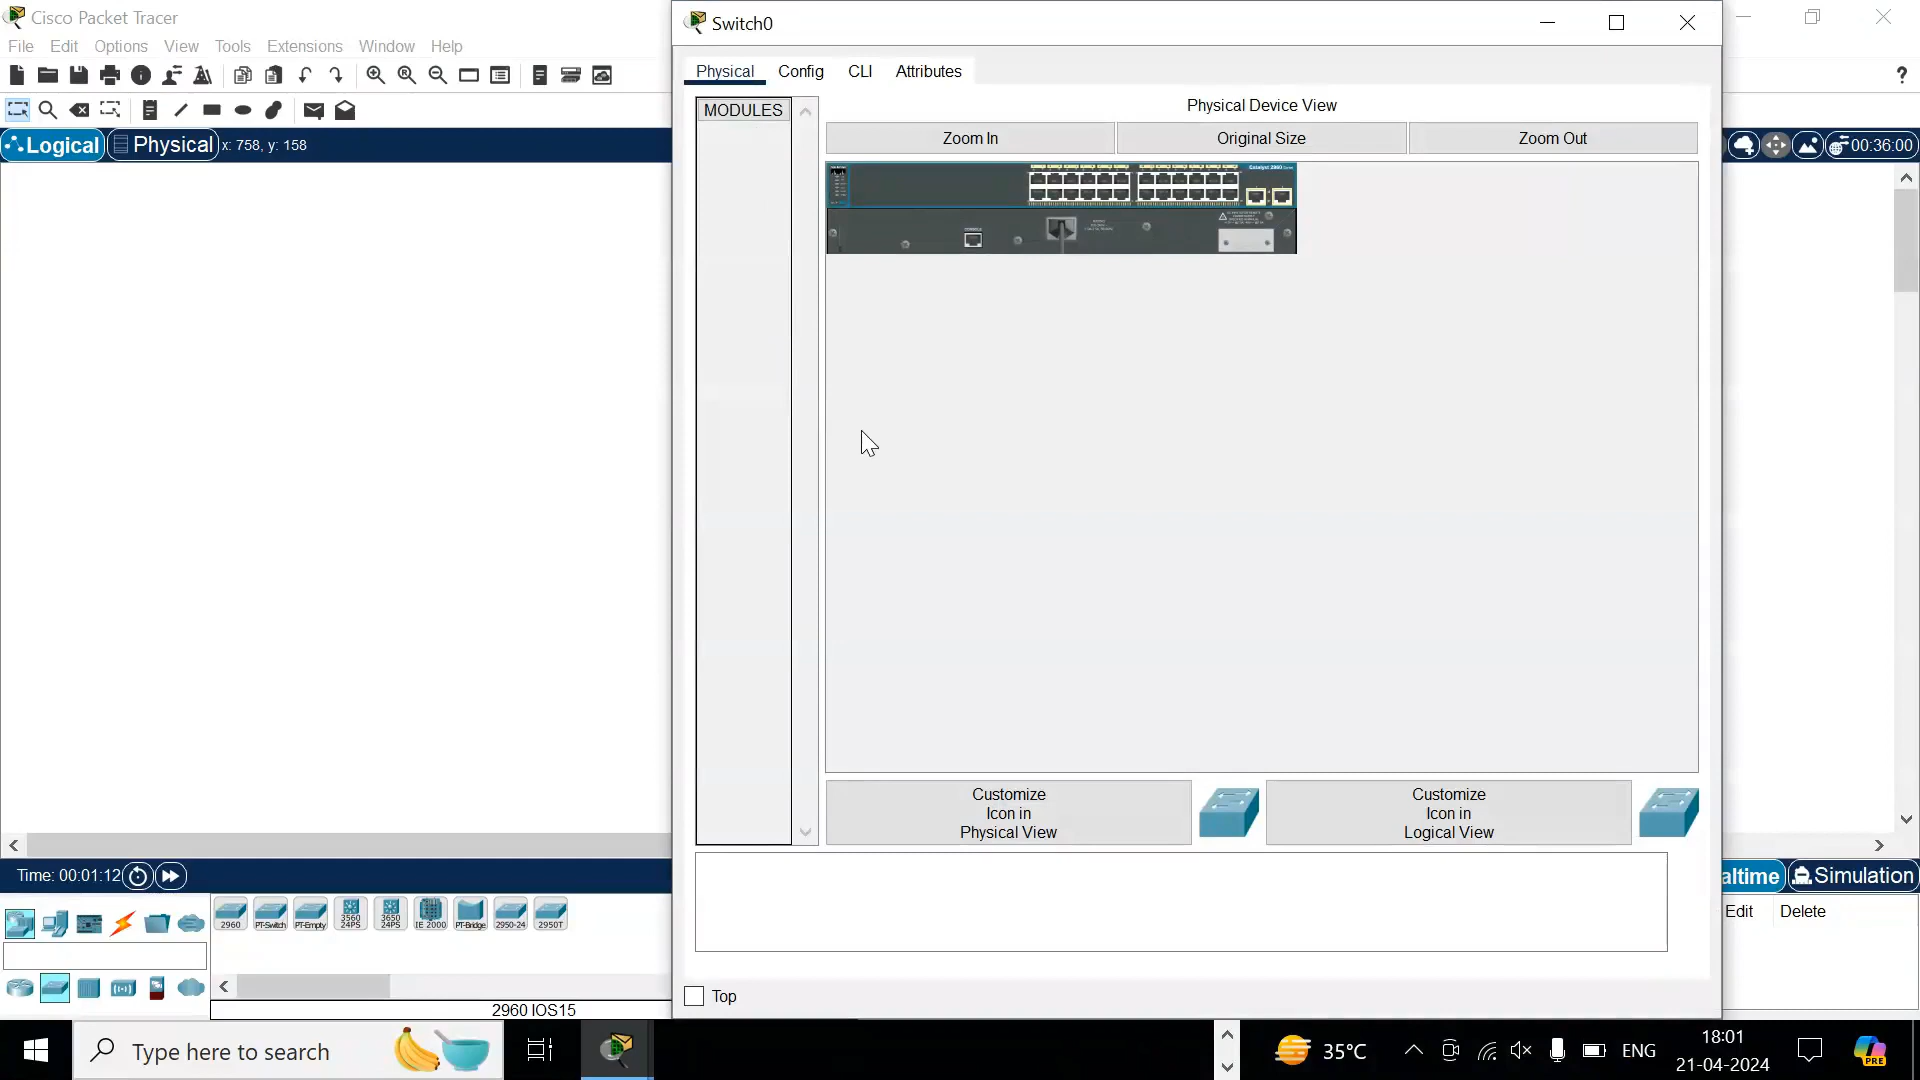 Cisco Packet Tracer
File Edit Options View Tools Extensions Window Help
Logical Physical x: 758, y: 158
Switch0
Physical Config CLI Attributes
MODULES
Physical Device View
Zoom In Original Size Zoom Out
Catalyst 2960
Customize
Icon in
Physical View
Customize
Icon in
Logical View
Top
?
00:36:00
Time: 00:01:12
altime Simulation
Edit Delete
2960
PT-Switch
PT-Empty
3560
24PS
3650
24PS
IE 2000
PT-Bridge
2950-24
2950T
2960 IOS15
Type here to search
35°C
ENG
18:01
21-04-2024
PRE